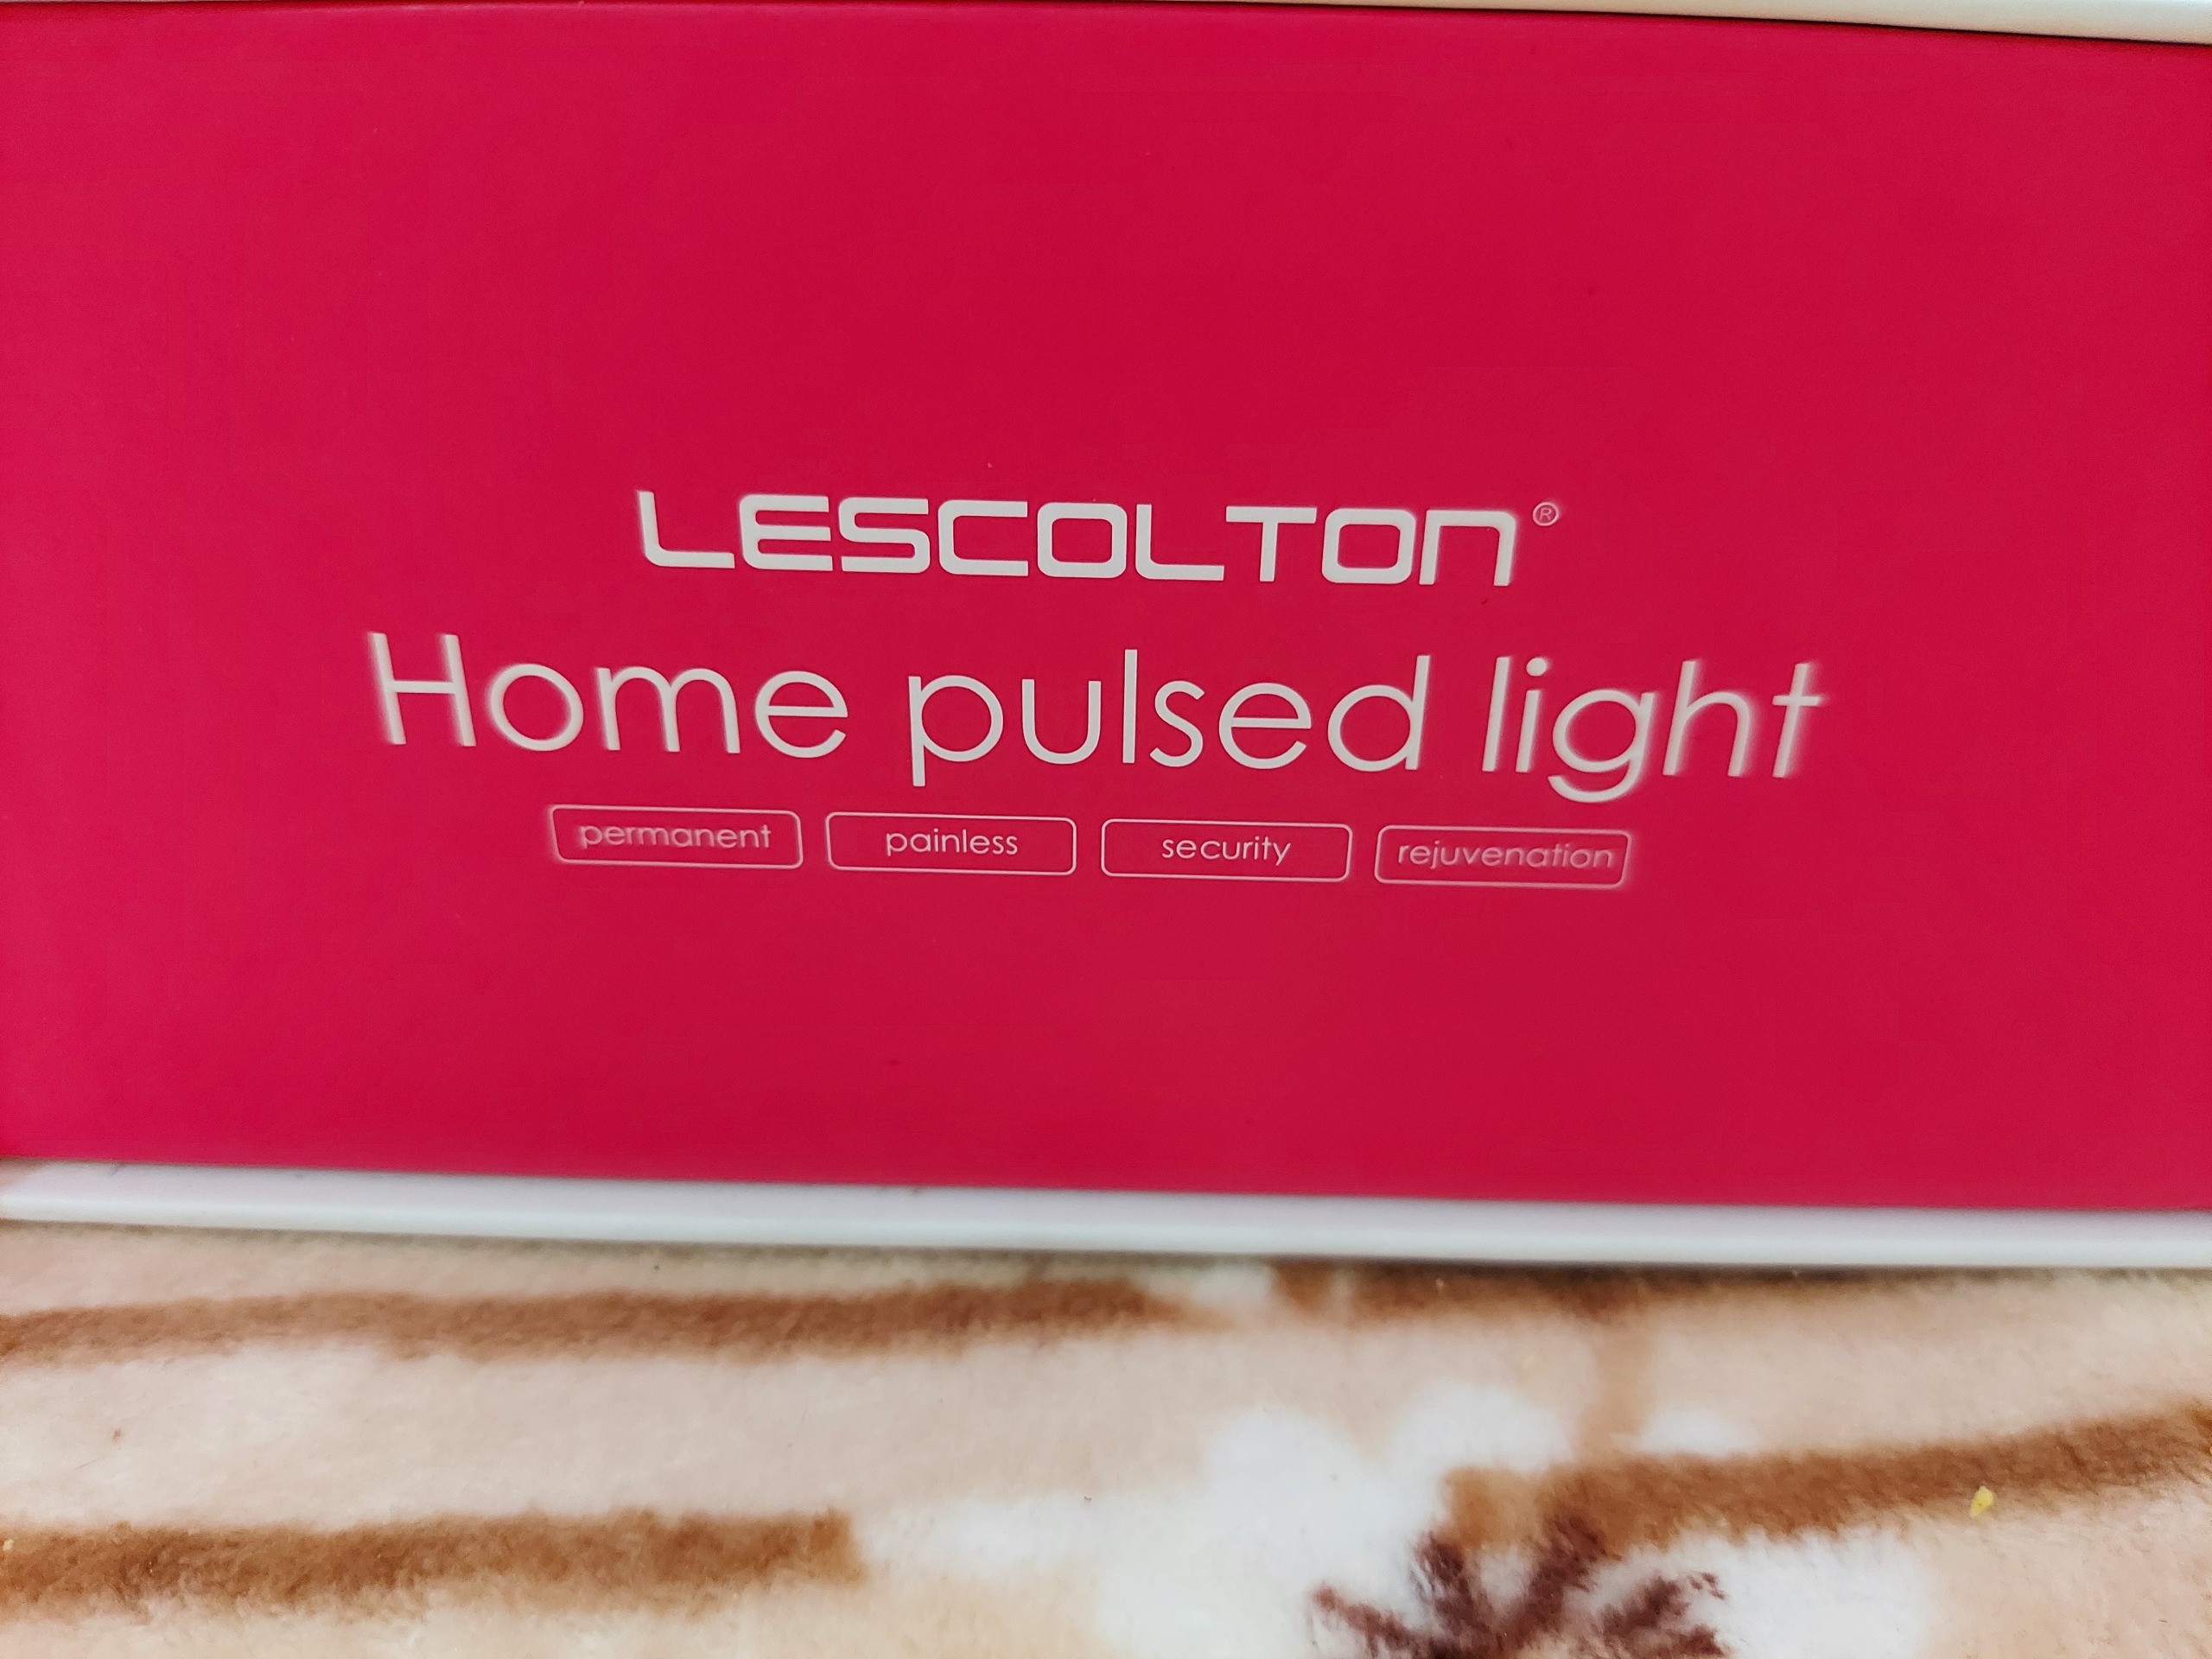 LESCOLTON®
Home pulsed light
permanent painless security rejuvenation